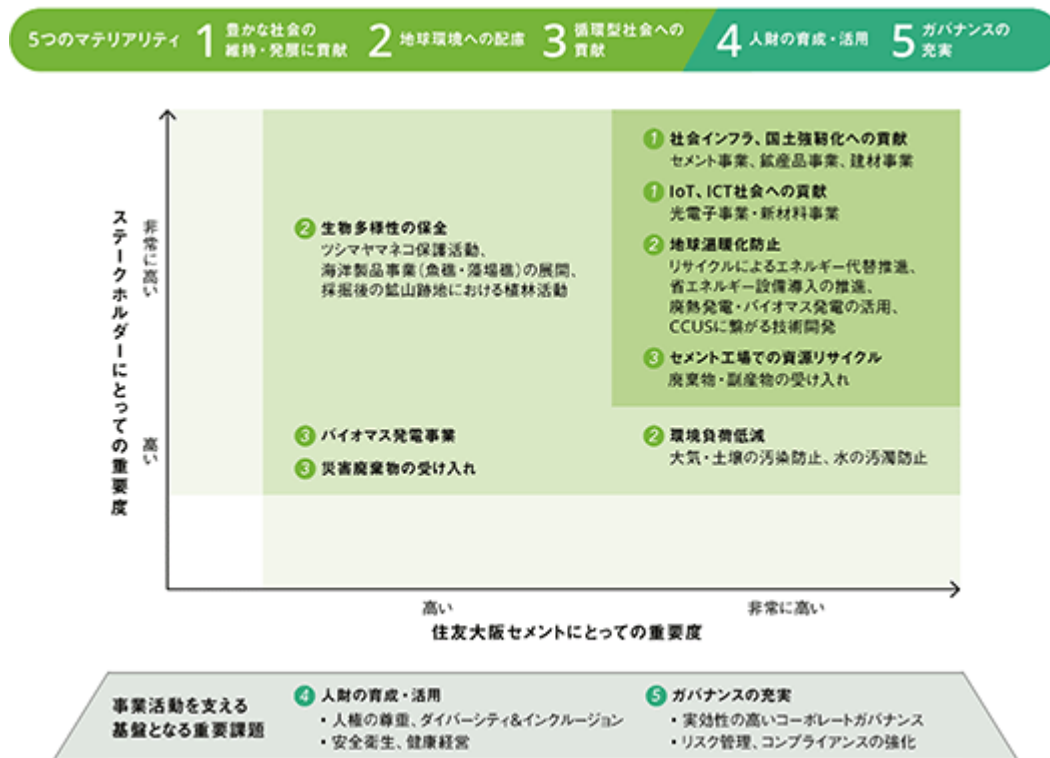 5つのマテリアリティ
1 豊かな社会の
維持・発展に貢献
2 地球環境への配慮
3 循環型社会への
貢献
4 人財の育成・活用
5 ガバナンスの
充実
ステークホルダーにとっての重要度
非常に高い
高い
1 社会インフラ、国土強靭化への貢献
セメント事業、鉱産品事業、建材事業
1 IoT、ICT社会への貢献
光電子事業・新材料事業
2 地球温暖化防止
リサイクルによるエネルギー代替推進、
省エネルギー設備導入の推進、
廃熱発電・バイオマス発電の活用、
CCUSに繋がる技術開発
3 セメント工場での資源リサイクル
廃棄物・副産物の受け入れ
2 生物多様性の保全
ツシマヤマネコ保護活動、
海洋製品事業(魚礁・藻場礁)の展開、
採掘後の鉱山跡地における植林活動
3 バイオマス発電事業
3 災害廃棄物の受け入れ
2 環境負荷低減
大気・土壌の汚染防止、水の汚濁防止
高い
非常に高い
住友大阪セメントにとっての重要度
事業活動を支える
基盤となる重要課題
4 人財の育成・活用
・人権の尊重、ダイバーシティ&インクルージョン
・安全衛生、健康経営
5 ガバナンスの充実
・実効性の高いコーポレートガバナンス
・リスク管理、コンプライアンスの強化